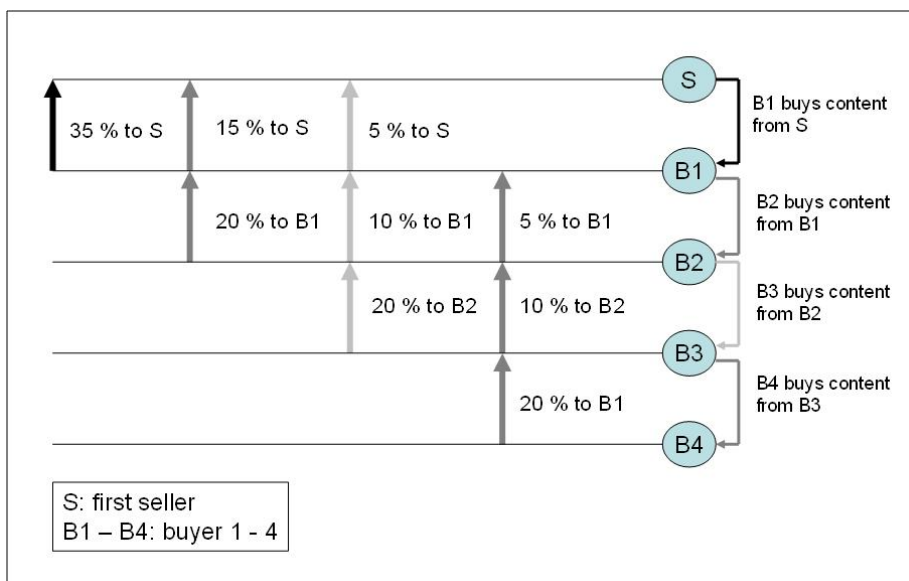 S
35 % to S
15 % to S
5 % to S
B1 buys content
from S
B1
20 % to B1
10 % to B1
5 % to B1
B2 buys content
from B1
B2
20 % to B2
10 % to B2
B3 buys content
from B2
B3
20 % to B1
B4 buys content
from B3
B4
S: first seller
B1 – B4: buyer 1 - 4